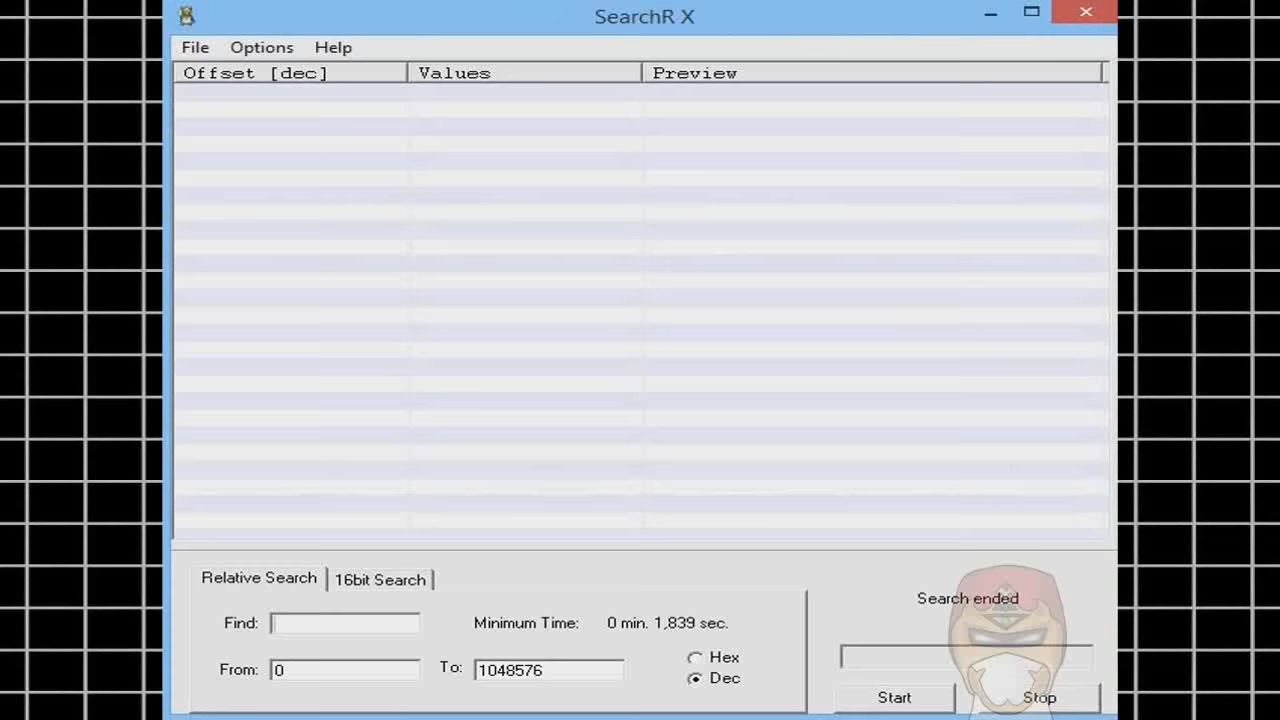 SearchR X
File Options Help
Offset [dec] Values Preview
Relative Search 16bit Search
Search ended
Find: Minimum Time: 0 min. 1,839 sec.
Hex
From: 0 To: 1048576
Dec
Start Stop